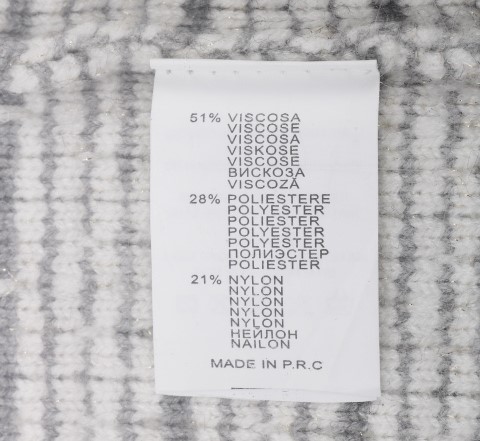 51% VISCOSA
VISCOSE
VISCOSA
VISKOSE
VISCOSE
ВИСКОЗА
VISCOZĂ
28% POLIESTERE
POLYESTER
POLIESTER
POLYESTER
POLYESTER
ПОЛИЭСТЕР
POLIESTER
21% NYLON
NYLON
NYLON
NYLON
NYLON
НЕЙЛОН
NAILON
MADE IN P.R.C